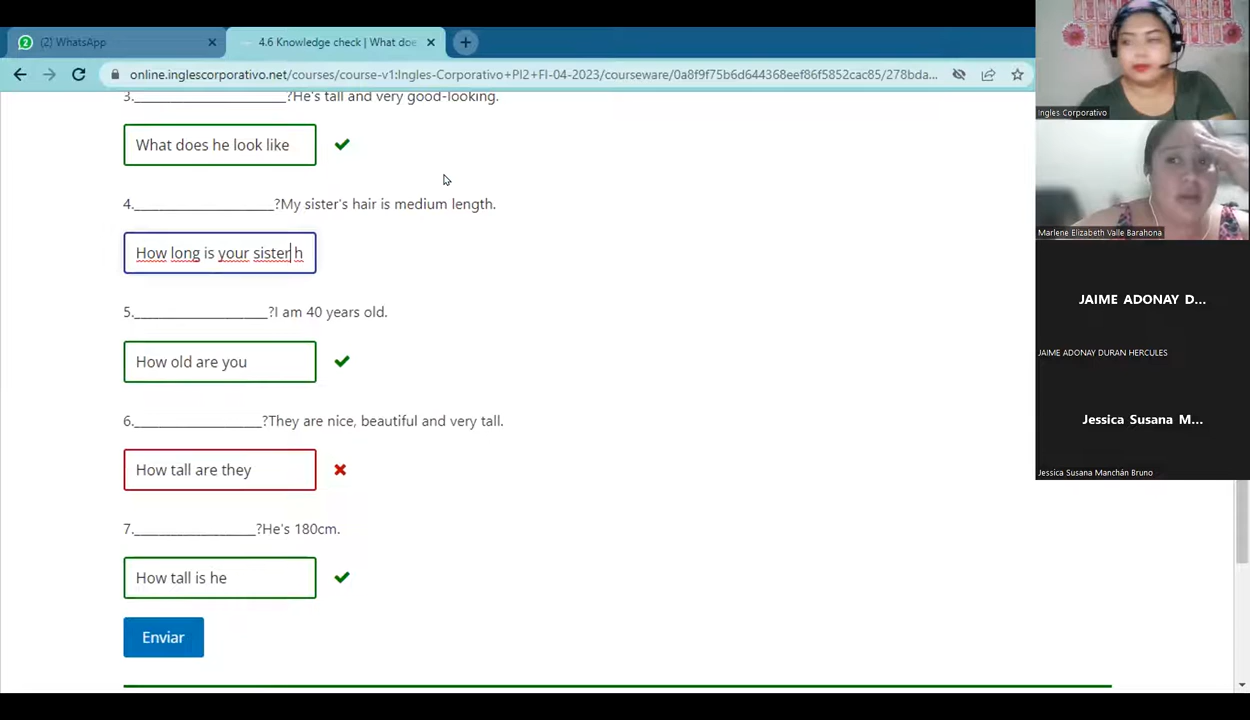 (2) WhatsApp
4.6 Knowledge check | What doe
online.inglescorporativo.net/courses/course-v1:Ingles-Corporativo+PI2+FI-04-2023/courseware/0a8f9f75b6d644368eef86f5852cac85/278bda...
3.______________________?He's tall and very good-looking.
What does he look like
4.____________________?My sister's hair is medium length.
How long is your sister h
5.___________________?I am 40 years old.
How old are you
6.__________________?They are nice, beautiful and very tall.
How tall are they
7._________________?He's 180cm.
How tall is he
Enviar
Ingles Corporativo
Marlene Elizabeth Valle Barahona
JAIME ADONAY D...
JAIME ADONAY DURAN HERCULES
Jessica Susana M...
Jessica Susana Manchán Bruno